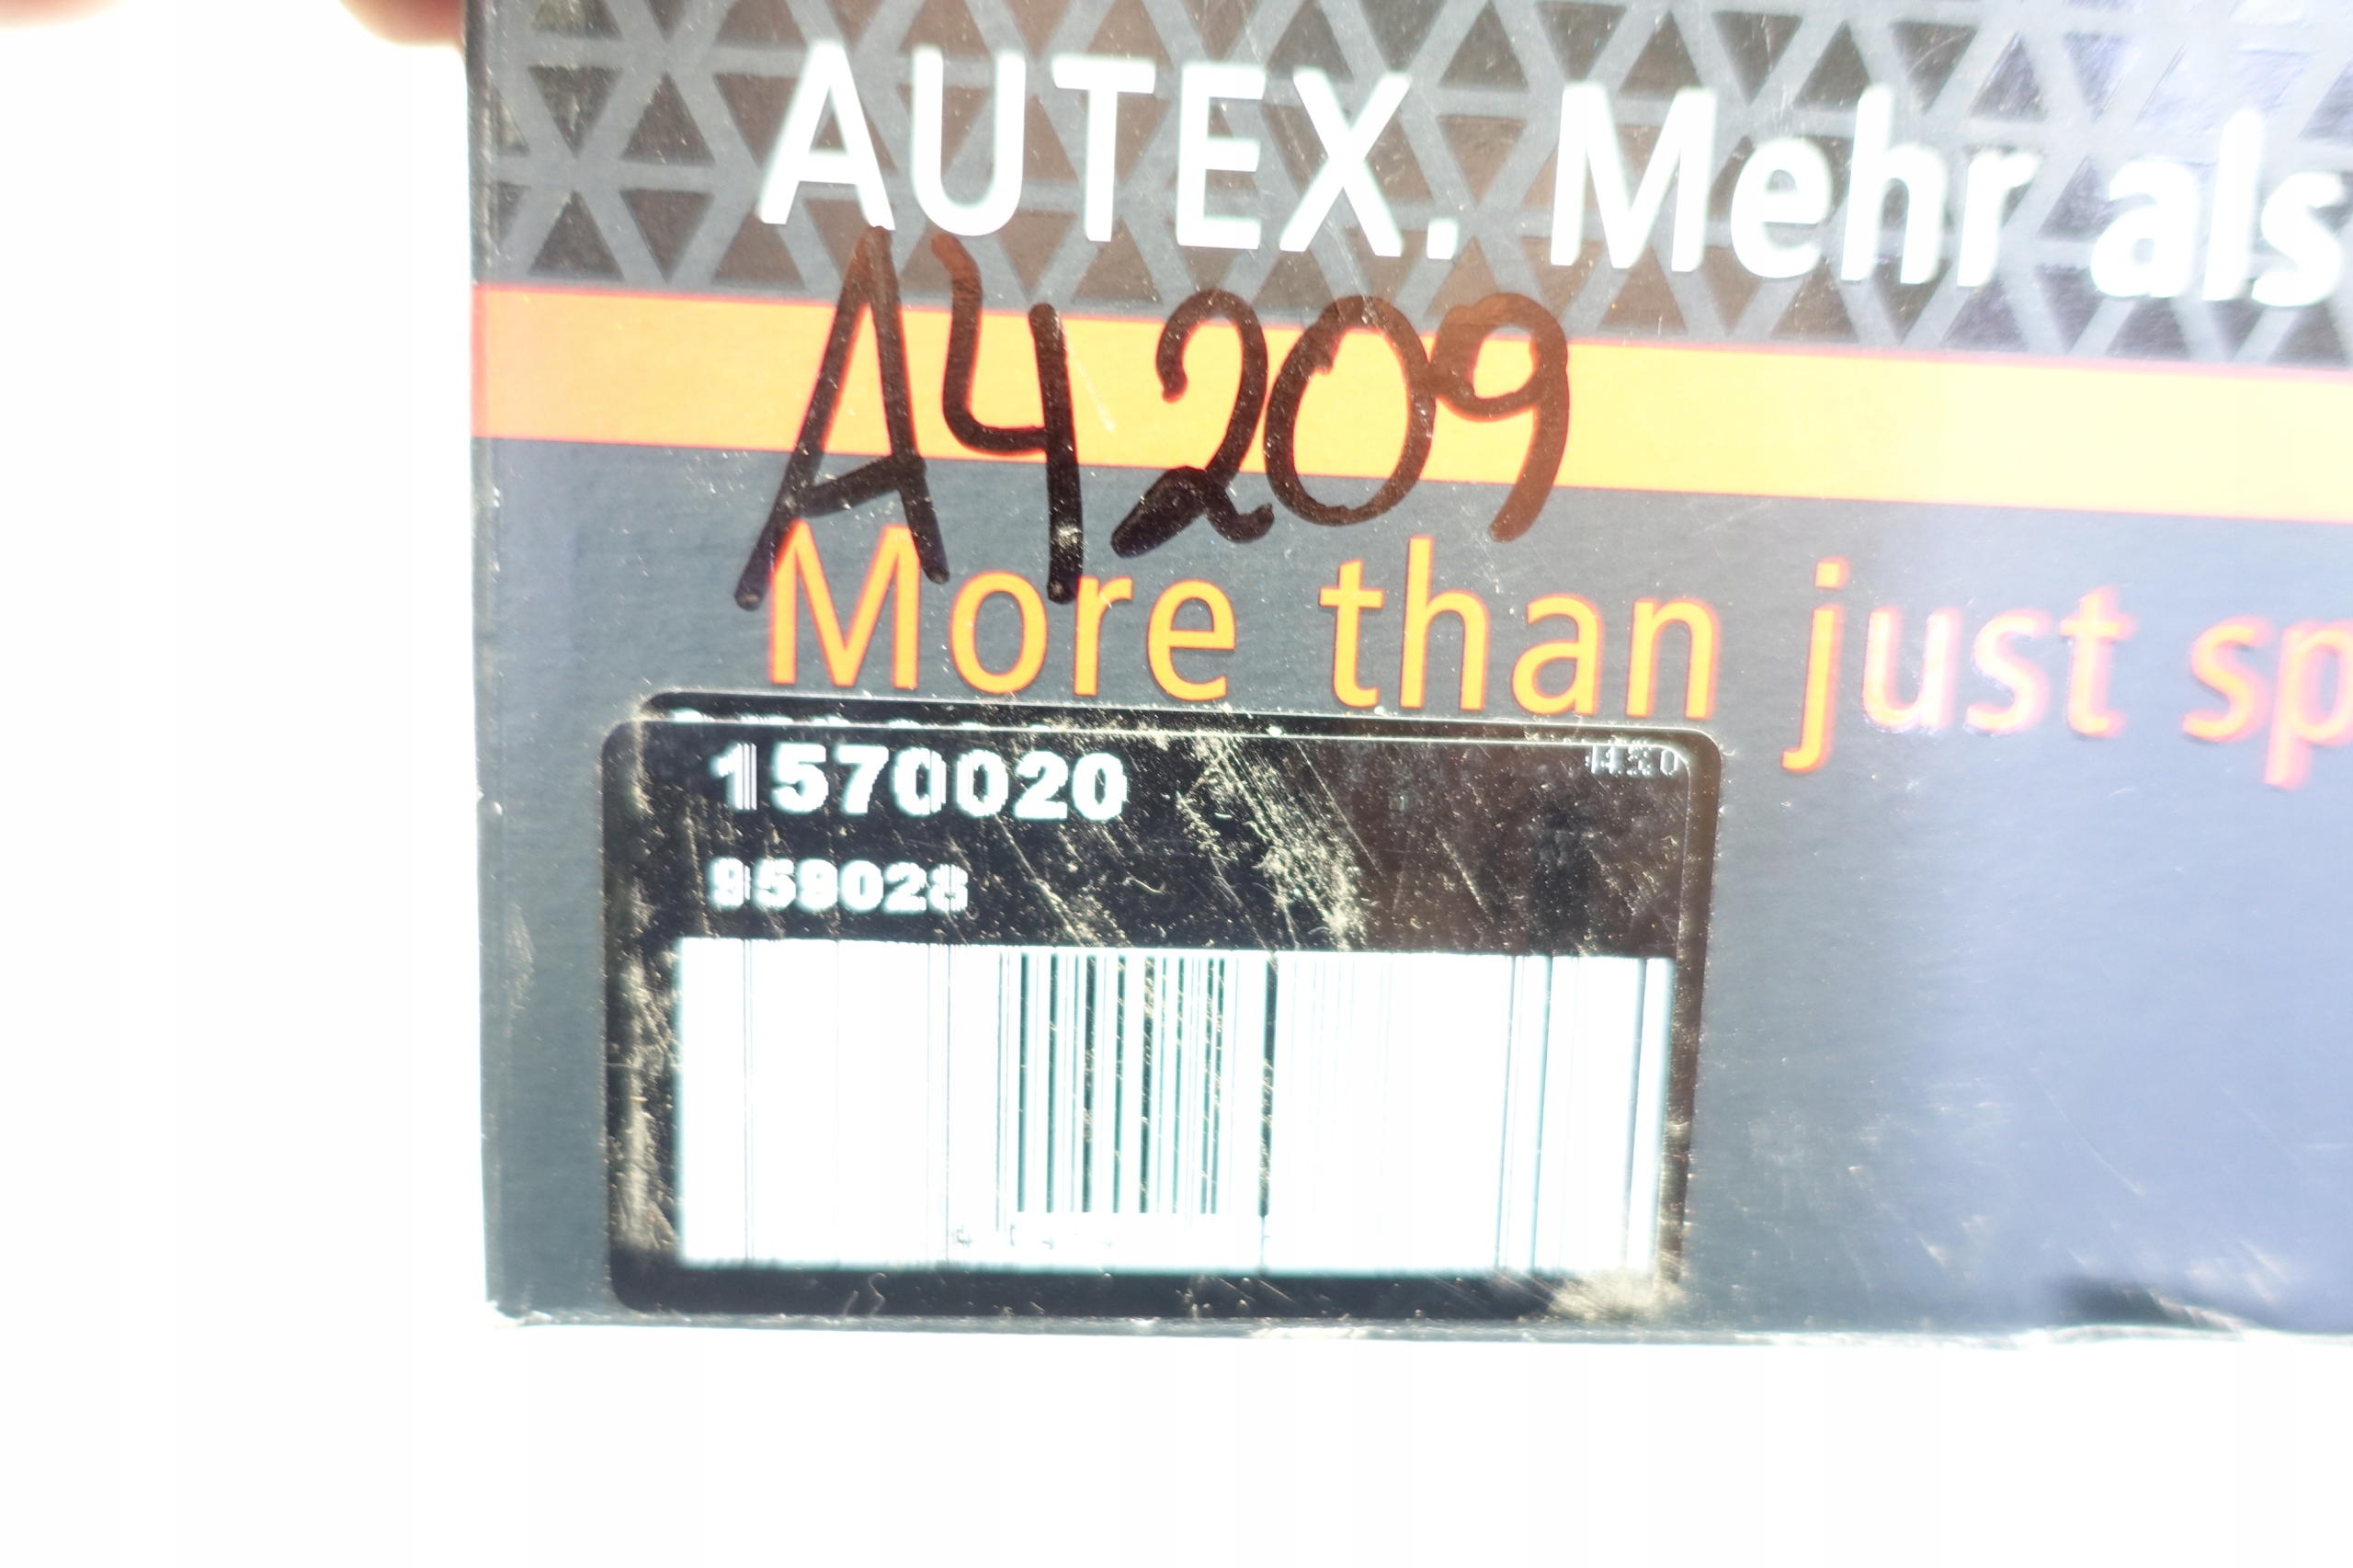 AUTEX. Mehr als
A4209
More than just sp
1570020
959028